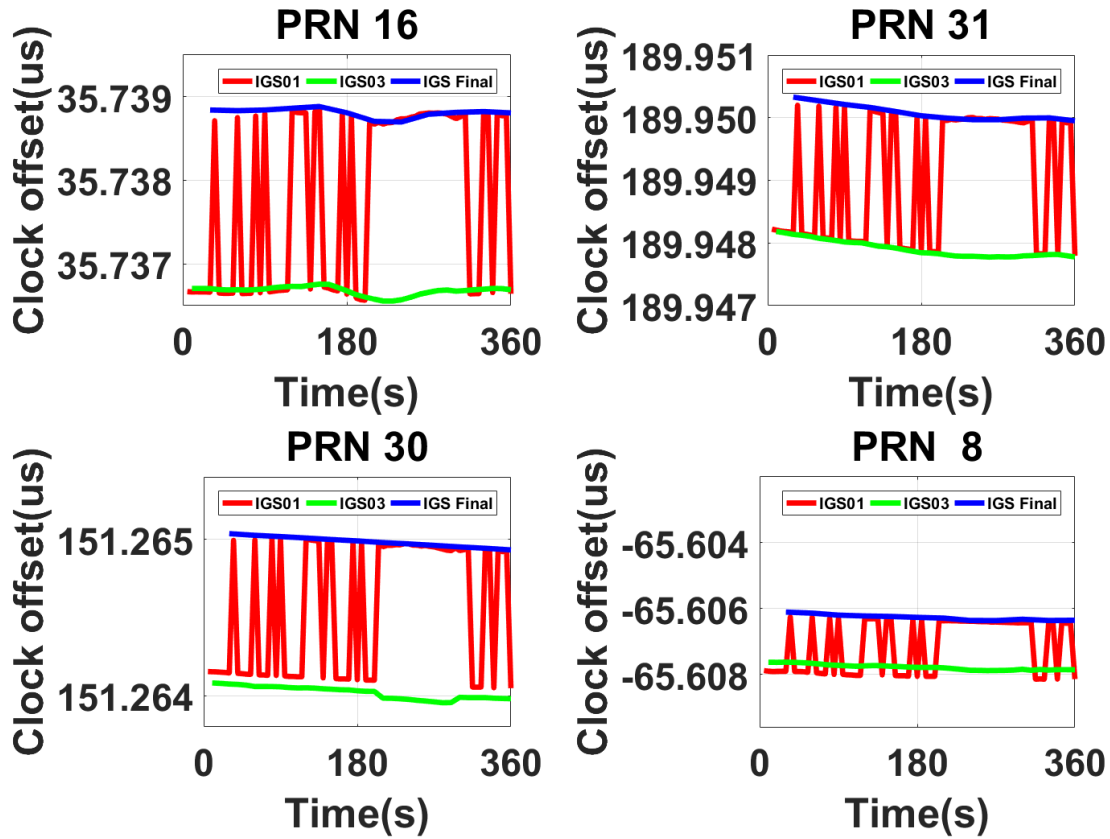 PRN 16
Clock offset(us)
IGS01 IGS03 IGS Final
35.739
35.738
35.737
0 180 360
Time(s)
PRN 31
Clock offset(us)
189.951
IGS01 IGS03 IGS Final
189.950
189.949
189.948
189.947
0 180 360
Time(s)
PRN 30
Clock offset(us)
IGS01 IGS03 IGS Final
151.265
151.264
0 180 360
Time(s)
PRN 8
Clock offset(us)
IGS01 IGS03 IGS Final
-65.604
-65.606
-65.608
0 180 360
Time(s)